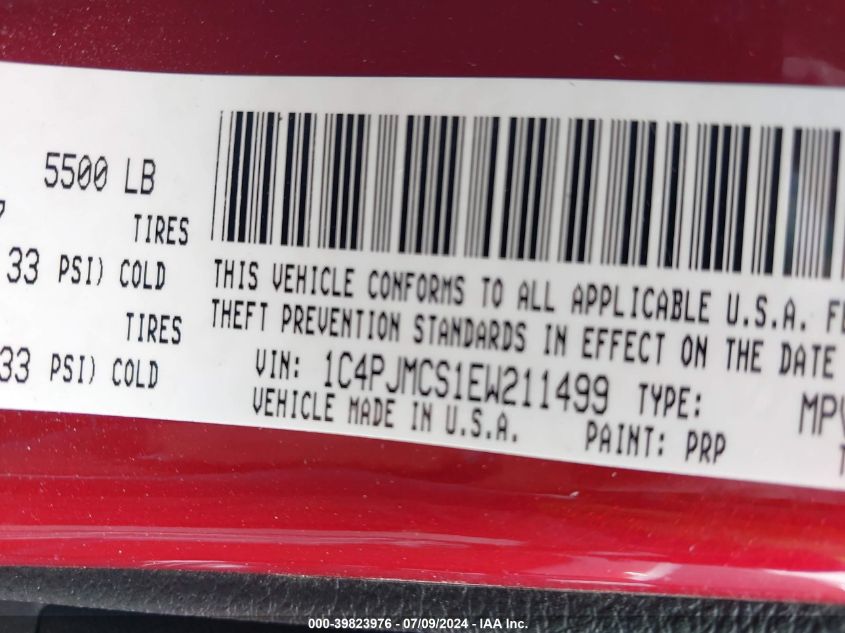 5500 LB
TIRES
33 PSI) COLD
TIRES
33 PSI) COLD
THIS VEHICLE CONFORMS TO ALL APPLICABLE U.S.A.
THEFT PREVENTION STANDARDS IN EFFECT ON THE DATE
VIN: 1C4PJMCS1EW211499 TYPE: MPV
VEHICLE MADE IN U.S.A. PAINT: PRP
000-39823976 - 07/09/2024 - IAA Inc.